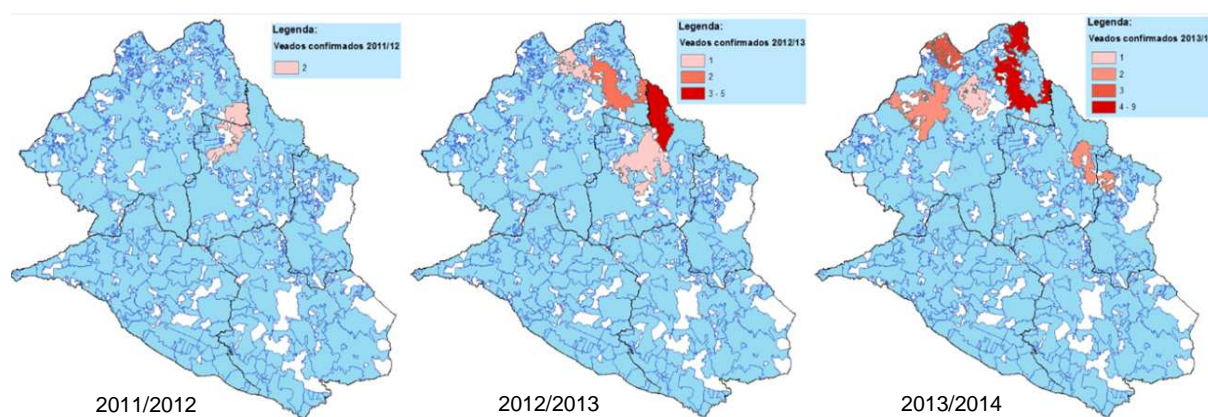 Legenda:
Veados confirmados 2011/12
2
2011/2012
Legenda:
Veados confirmados 2012/13
1
2
3 - 5
2012/2013
Legenda:
Veados confirmados 2013/1
1
2
3
4 - 9
2013/2014